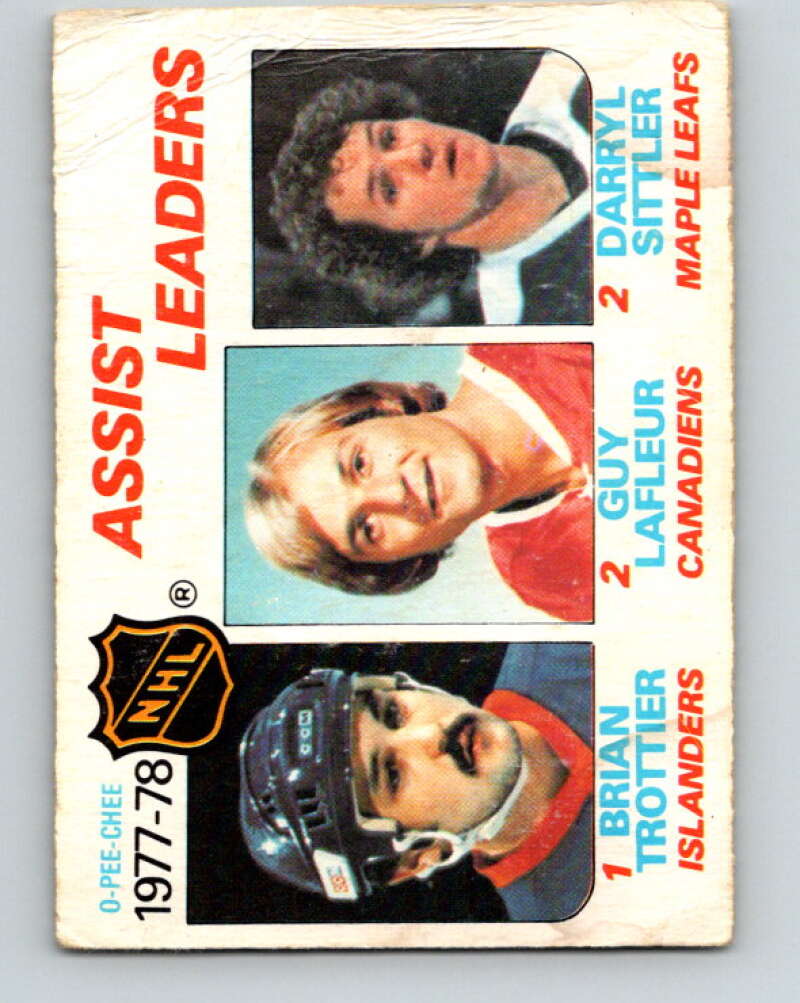 O-PEE-CHEE
1977-78
NHL
®
ASSIST
LEADERS
1 BRIAN
TROTTIER
ISLANDERS
2 GUY
LAFLEUR
CANADIENS
2 DARRYL
SITTLER
MAPLE LEAFS
CCM